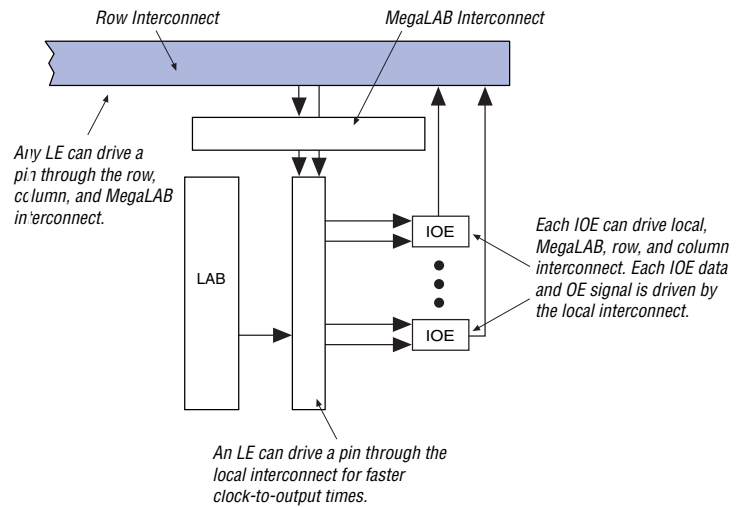 Row Interconnect
MegaLAB Interconnect
Any LE can drive a
pin through the row,
column, and MegaLAB
interconnect.
LAB
IOE
IOE
Each IOE can drive local,
MegaLAB, row, and column
interconnect. Each IOE data
and OE signal is driven by
the local interconnect.
An LE can drive a pin through the
local interconnect for faster
clock-to-output times.